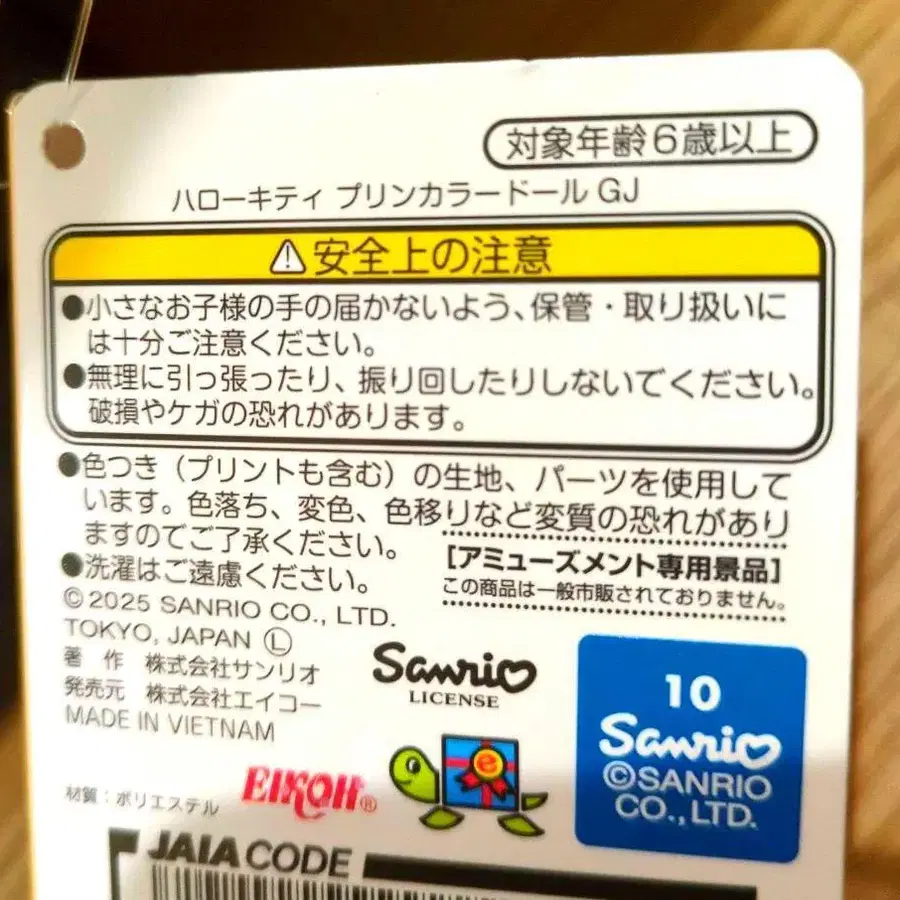 対象年齢6歳以上
ハローキティ プリンカラードール GJ
⚠安全上の注意
●小さなお子様の手の届かないよう、保管・取り扱いに
は十分ご注意ください。
●無理に引っ張ったり、振り回したりしないでください。
破損やケガの恐れがあります。
●色つき（プリントも含む）の生地、パーツを使用して
います。色落ち、変色、色移りなど変質の恐れがあり
ますのでご了承ください。
●洗濯はご遠慮ください。
[アミューズメント専用景品]
この商品は一般市販されておりません。
© 2025 SANRIO CO., LTD.
TOKYO, JAPAN Ⓛ
著 作 株式会社サンリオ
発売元 株式会社エイコー
MADE IN VIETNAM
Sanrio
LICENSE
10
Sanrio
©SANRIO
CO.,LTD.
材質：ポリエステル
EIKOH®
e
JAIA CODE